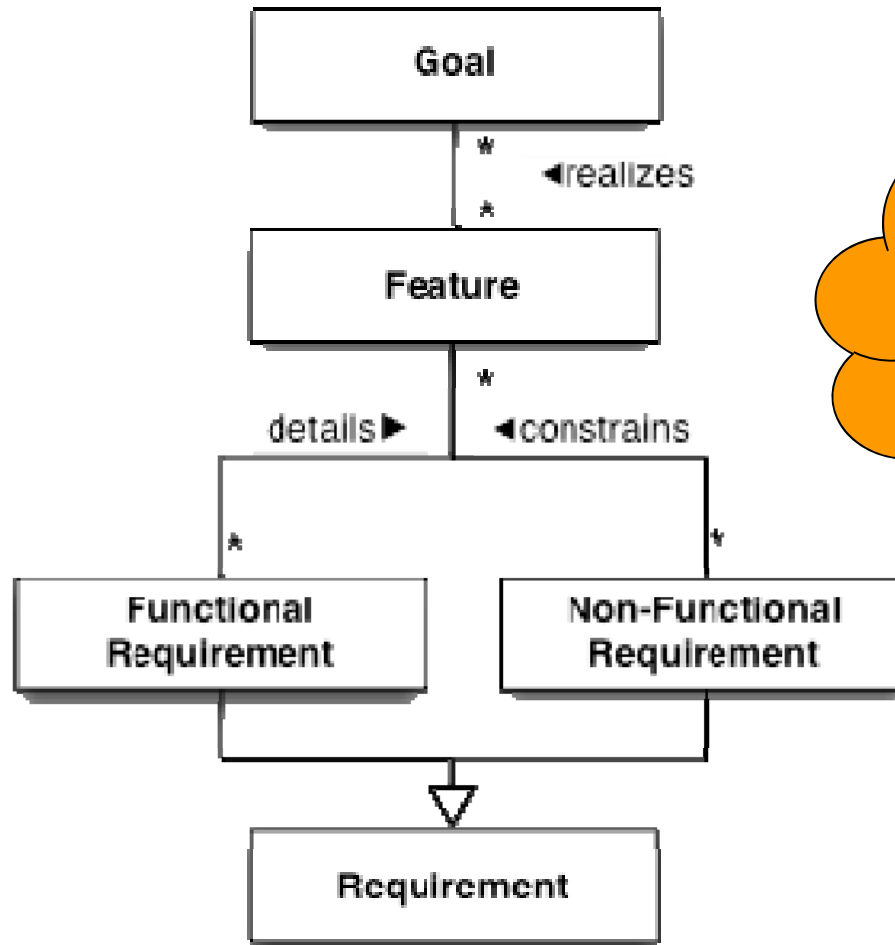 Goal
*
◄realizes
*
Feature
*
details► ◄constrains
* *
Functional
Requirement
Non-Functional
Requirement
Requirement